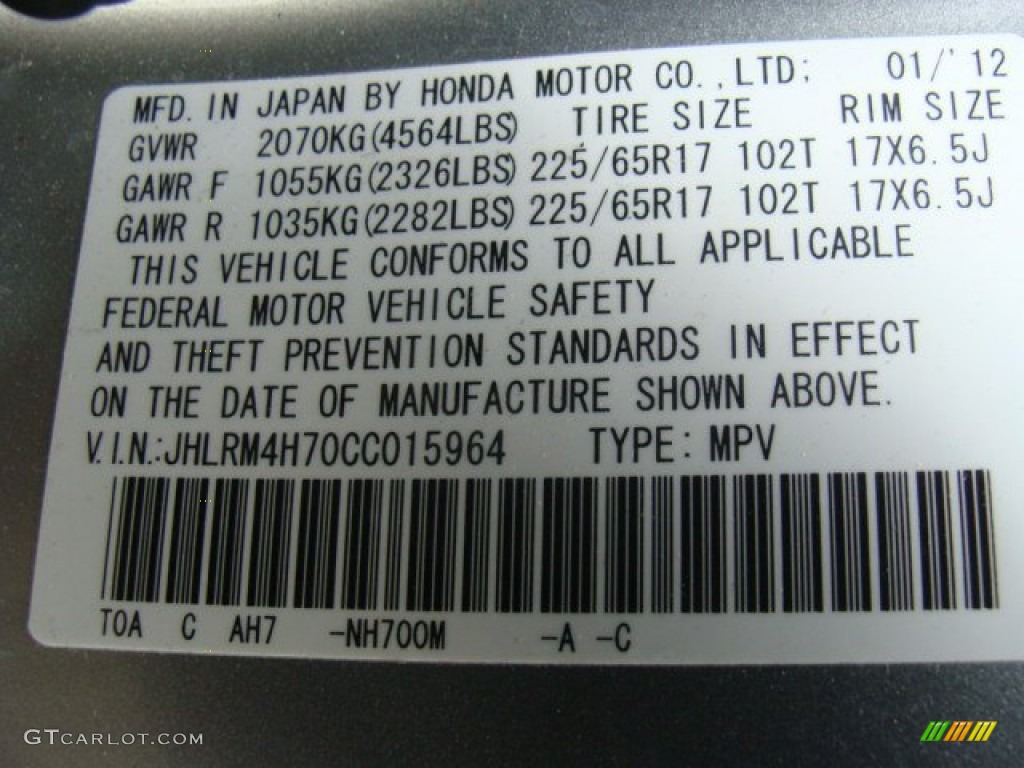 MFD. IN JAPAN BY HONDA MOTOR CO.,LTD; 01/'12
GVWR 2070KG(4564LBS) TIRE SIZE RIM SIZE
GAWR F 1055KG(2326LBS) 225/65R17 102T 17X6.5J
GAWR R 1035KG(2282LBS) 225/65R17 102T 17X6.5J
THIS VEHICLE CONFORMS TO ALL APPLICABLE
FEDERAL MOTOR VEHICLE SAFETY
AND THEFT PREVENTION STANDARDS IN EFFECT
ON THE DATE OF MANUFACTURE SHOWN ABOVE.
V.I.N.:JHLRM4H70CC015964 TYPE: MPV
TOA C AH7 -NH700M -A -C
GTCARLOT.COM